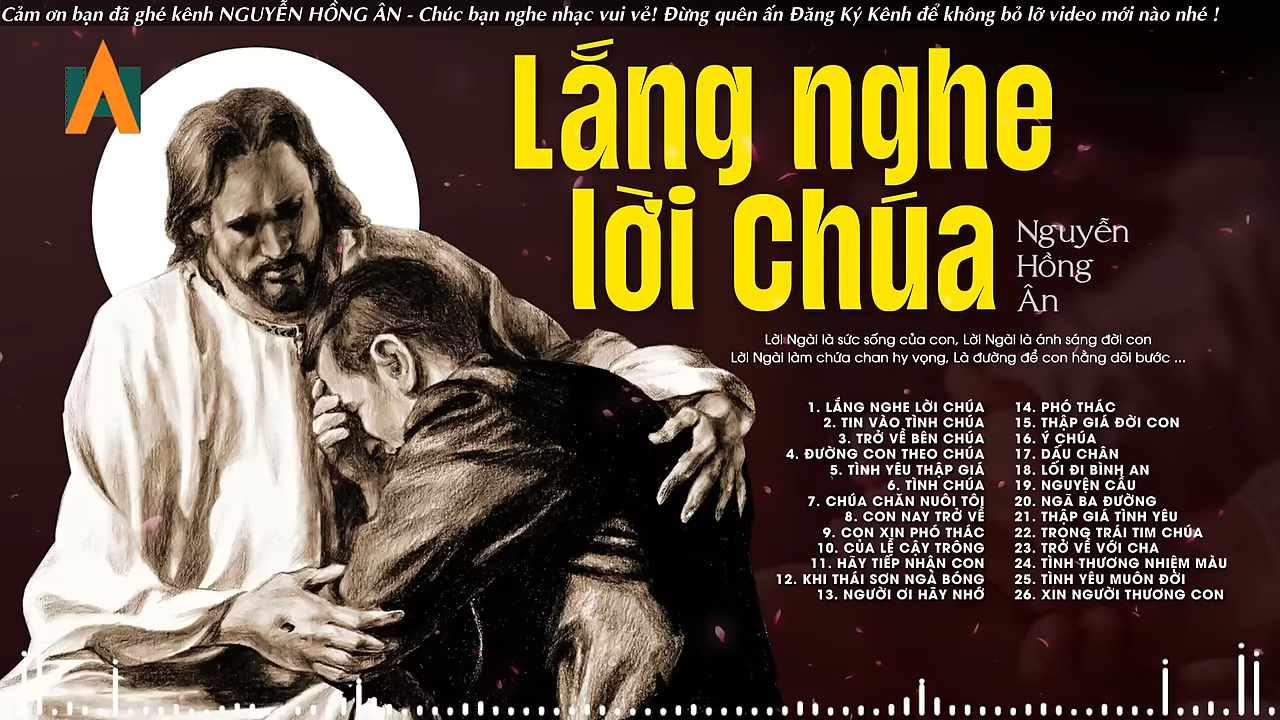 Cảm ơn bạn đã ghé kênh NGUYỄN HỒNG ÂN - Chúc bạn nghe nhạc vui vẻ! Đừng quên ấn Đăng Ký Kênh để không bỏ lỡ video mới nào nhé !
Lắng nghe
lời Chúa
Nguyễn
Hồng
Ân
Lời Ngài là sức sống của con, Lời Ngài là ánh sáng đời con
Lời Ngài làm chứa chan hy vọng, Là đường để con hằng dõi bước ...
1. LẮNG NGHE LỜI CHÚA
2. TIN VÀO TÌNH CHÚA
3. TRỞ VỀ BÊN CHÚA
4. ĐƯỜNG CON THEO CHÚA
5. TÌNH YÊU THẬP GIÁ
6. TÌNH CHÚA
7. CHÚA CHĂN NUÔI TÔI
8. CON NAY TRỞ VỀ
9. CON XIN PHÓ THÁC
10. CỦA LỄ CẬY TRÔNG
11. HÃY TIẾP NHẬN CON
12. KHI THÁI SƠN NGẢ BÓNG
13. NGƯỜI ƠI HÃY NHỚ
14. PHÓ THÁC
15. THẬP GIÁ ĐỜI CON
16. Ý CHÚA
17. DẤU CHÂN
18. LỐI ĐI BÌNH AN
19. NGUYỆN CẦU
20. NGÃ BA ĐƯỜNG
21. THẬP GIÁ TÌNH YÊU
22. TRONG TRÁI TIM CHÚA
23. TRỞ VỀ VỚI CHA
24. TÌNH THƯƠNG NHIỆM MÀU
25. TÌNH YÊU MUÔN ĐỜI
26. XIN NGƯỜI THƯƠNG CON